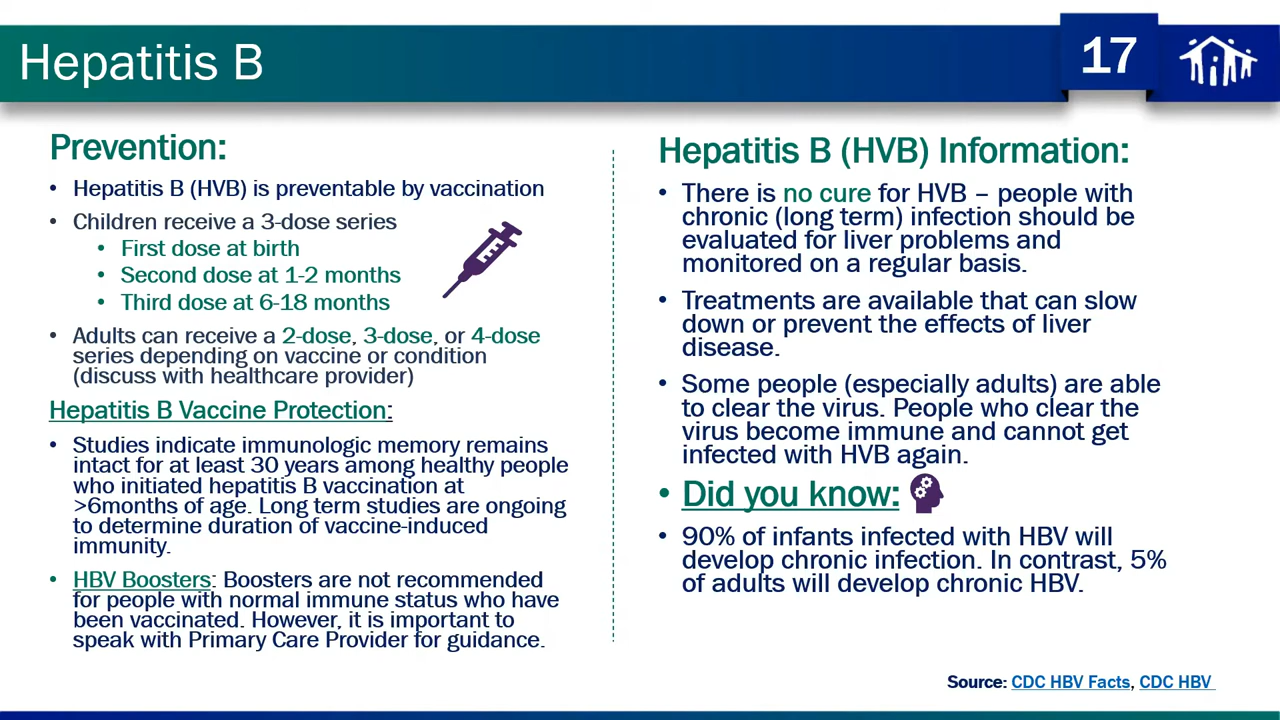 Hepatitis B
17
Prevention:
• Hepatitis B (HVB) is preventable by vaccination
• Children receive a 3-dose series
• First dose at birth
• Second dose at 1-2 months
• Third dose at 6-18 months
• Adults can receive a 2-dose, 3-dose, or 4-dose
series depending on vaccine or condition
(discuss with healthcare provider)
Hepatitis B Vaccine Protection:
• Studies indicate immunologic memory remains
intact for at least 30 years among healthy people
who initiated hepatitis B vaccination at
>6months of age. Long term studies are ongoing
to determine duration of vaccine-induced
immunity.
• HBV Boosters: Boosters are not recommended
for people with normal immune status who have
been vaccinated. However, it is important to
speak with Primary Care Provider for guidance.
Hepatitis B (HVB) Information:
• There is no cure for HVB – people with
chronic (long term) infection should be
evaluated for liver problems and
monitored on a regular basis.
• Treatments are available that can slow
down or prevent the effects of liver
disease.
• Some people (especially adults) are able
to clear the virus. People who clear the
virus become immune and cannot get
infected with HVB again.
• Did you know:
• 90% of infants infected with HBV will
develop chronic infection. In contrast, 5%
of adults will develop chronic HBV.
Source: CDC HBV Facts, CDC HBV